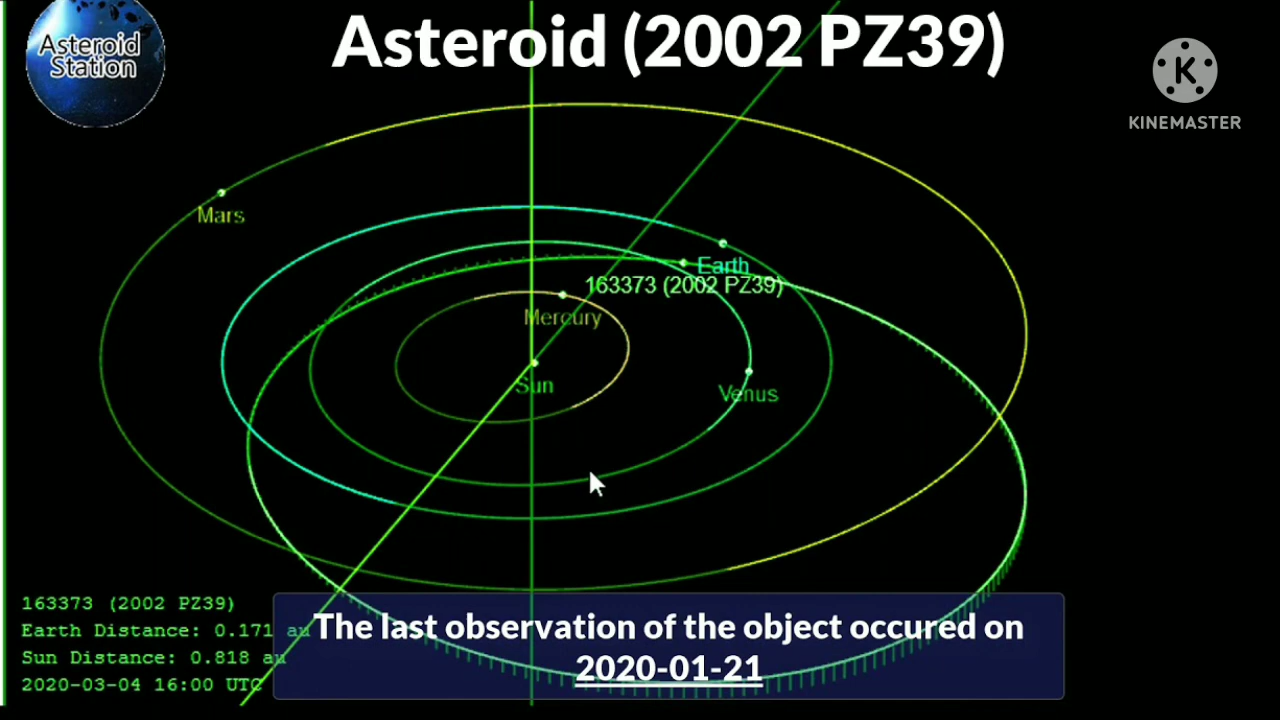 Asteroid
Station
Asteroid (2002 PZ39)
K
KINEMASTER
Mars
Earth
163373 (2002 PZ39)
Mercury
Sun
Venus
163373 (2002 PZ39)
Earth Distance: 0.171 au
Sun Distance: 0.818 au
2020-03-04 16:00 UTC
The last observation of the object occured on
2020-01-21